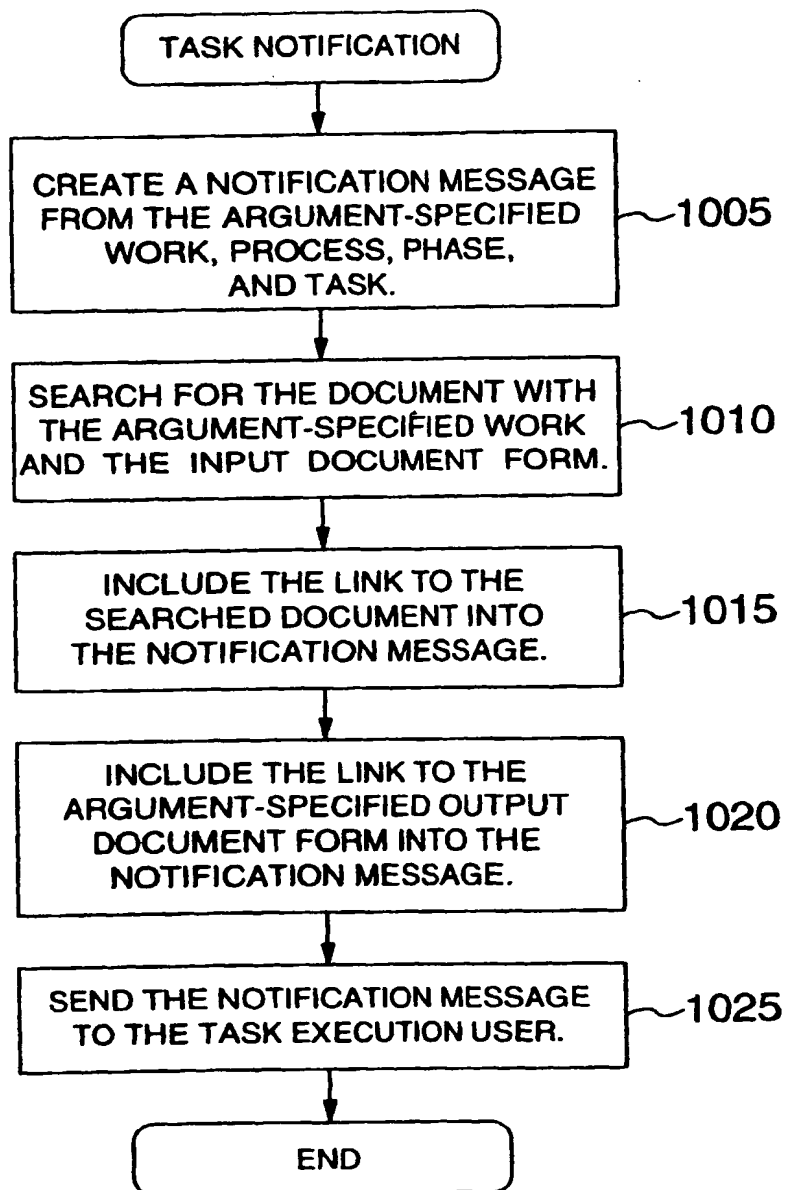 TASK NOTIFICATION
CREATE A NOTIFICATION MESSAGE
FROM THE ARGUMENT-SPECIFIED
WORK, PROCESS, PHASE,
AND TASK.
1005
SEARCH FOR THE DOCUMENT WITH
THE ARGUMENT-SPECIFIED WORK
AND THE INPUT DOCUMENT FORM.
1010
INCLUDE THE LINK TO THE
SEARCHED DOCUMENT INTO
THE NOTIFICATION MESSAGE.
1015
INCLUDE THE LINK TO THE
ARGUMENT-SPECIFIED OUTPUT
DOCUMENT FORM INTO THE
NOTIFICATION MESSAGE.
1020
SEND THE NOTIFICATION MESSAGE
TO THE TASK EXECUTION USER.
1025
END